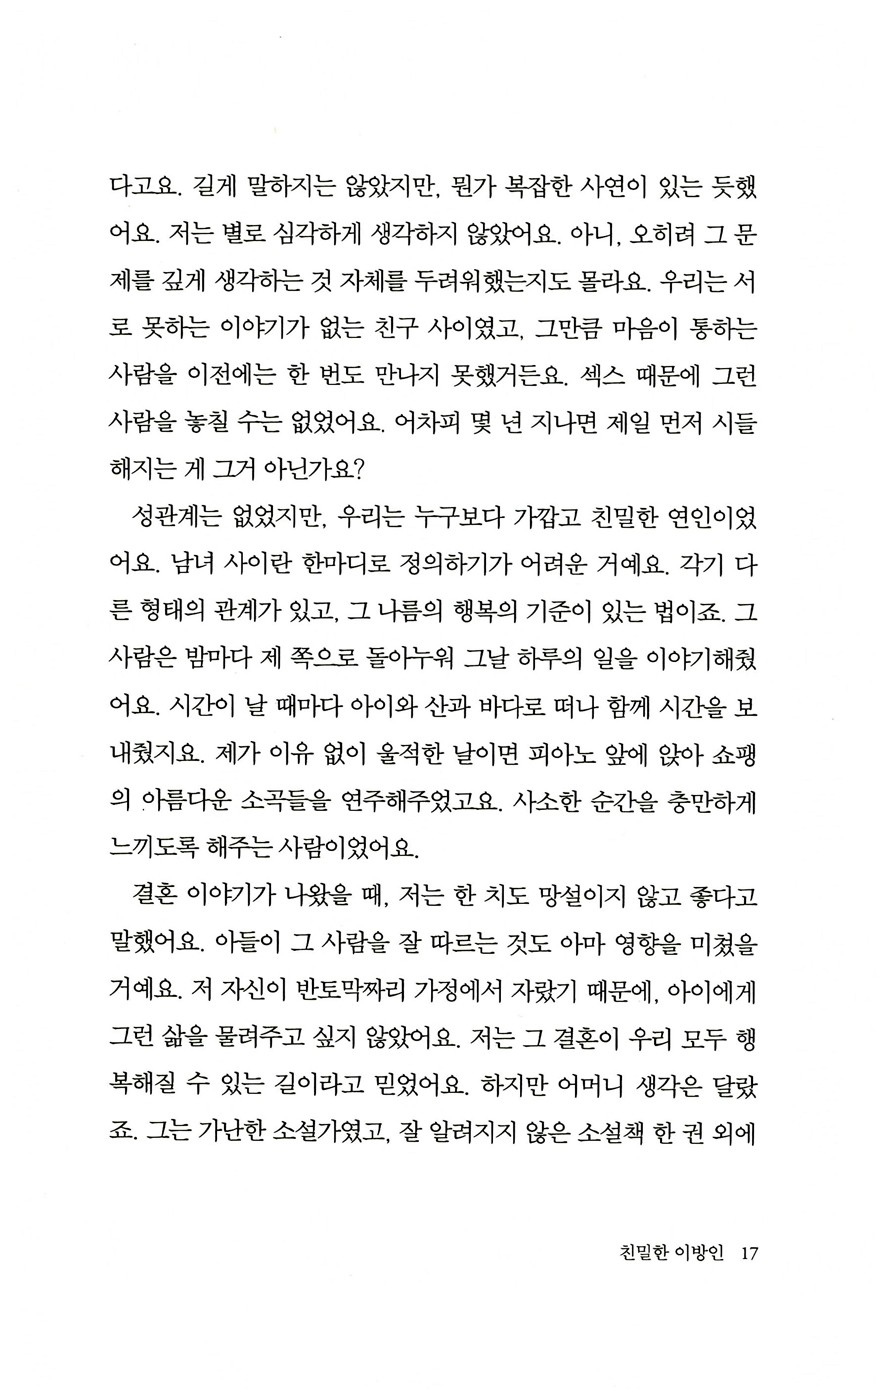 다고요. 길게 말하지는 않았지만, 뭔가 복잡한 사연이 있는 듯했
어요. 저는 별로 심각하게 생각하지 않았어요. 아니, 오히려 그 문
제를 깊게 생각하는 것 자체를 두려워했는지도 몰라요. 우리는 서
로 못하는 이야기가 없는 친구 사이였고, 그만큼 마음이 통하는
사람을 이전에는 한 번도 만나지 못했거든요. 섹스 때문에 그런
사람을 놓칠 수는 없었어요. 어차피 몇 년 지나면 제일 먼저 시들
해지는 게 그거 아닌가요?
성관계는 없었지만, 우리는 누구보다 가깝고 친밀한 연인이었
어요. 남녀 사이란 한마디로 정의하기가 어려운 거예요. 각기 다
른 형태의 관계가 있고, 그 나름의 행복의 기준이 있는 법이죠. 그
사람은 밤마다 제 쪽으로 돌아누워 그날 하루의 일을 이야기해줬
어요. 시간이 날 때마다 아이와 산과 바다로 떠나 함께 시간을 보
내줬지요. 제가 이유 없이 울적한 날이면 피아노 앞에 앉아 쇼팽
의 아름다운 소곡들을 연주해주었고요. 사소한 순간을 충만하게
느끼도록 해주는 사람이었어요.
결혼 이야기가 나왔을 때, 저는 한 치도 망설이지 않고 좋다고
말했어요. 아들이 그 사람을 잘 따르는 것도 아마 영향을 미쳤을
거예요. 저 자신이 반토막짜리 가정에서 자랐기 때문에, 아이에게
그런 삶을 물려주고 싶지 않았어요. 저는 그 결혼이 우리 모두 행
복해질 수 있는 길이라고 믿었어요. 하지만 어머니 생각은 달랐
죠. 그는 가난한 소설가였고, 잘 알려지지 않은 소설책 한 권 외에
친밀한 이방인 17